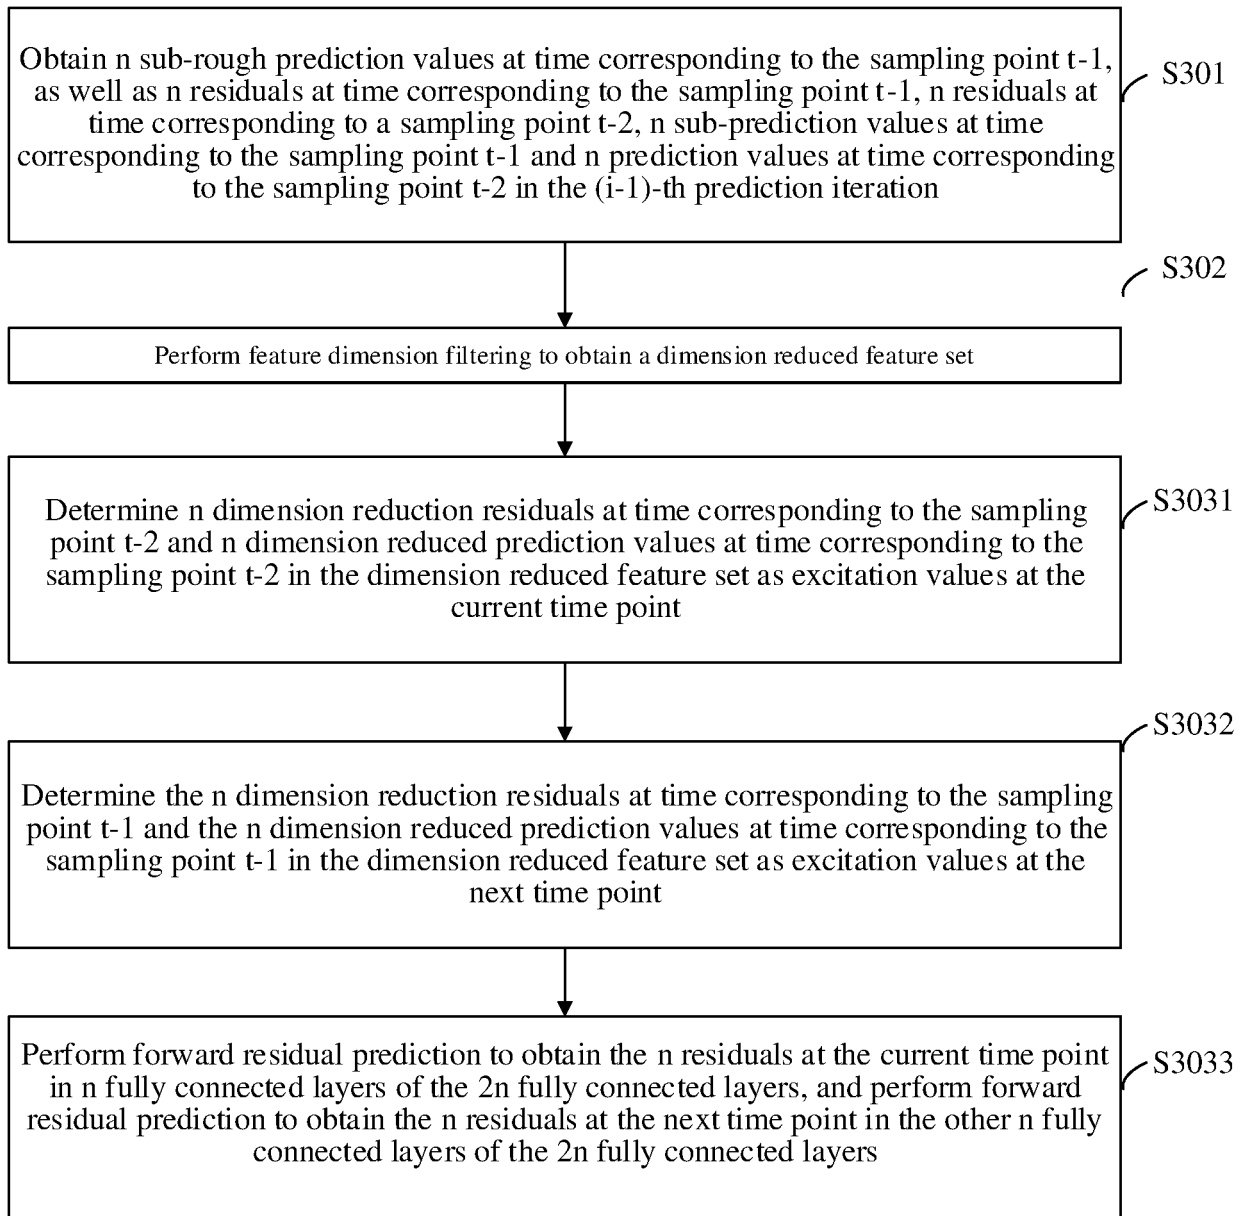 Obtain n sub-rough prediction values at time corresponding to the sampling point t-1,
as well as n residuals at time corresponding to the sampling point t-1, n residuals at
time corresponding to a sampling point t-2, n sub-prediction values at time
corresponding to the sampling point t-1 and n prediction values at time corresponding
to the sampling point t-2 in the (i-1)-th prediction iteration
S301
S302
Perform feature dimension filtering to obtain a dimension reduced feature set
Determine n dimension reduction residuals at time corresponding to the sampling
point t-2 and n dimension reduced prediction values at time corresponding to the
sampling point t-2 in the dimension reduced feature set as excitation values at the
current time point
S3031
S3032
Determine the n dimension reduction residuals at time corresponding to the sampling
point t-1 and the n dimension reduced prediction values at time corresponding to the
sampling point t-1 in the dimension reduced feature set as excitation values at the
next time point
Perform forward residual prediction to obtain the n residuals at the current time point
in n fully connected layers of the 2n fully connected layers, and perform forward
residual prediction to obtain the n residuals at the next time point in the other n fully
connected layers of the 2n fully connected layers
S3033